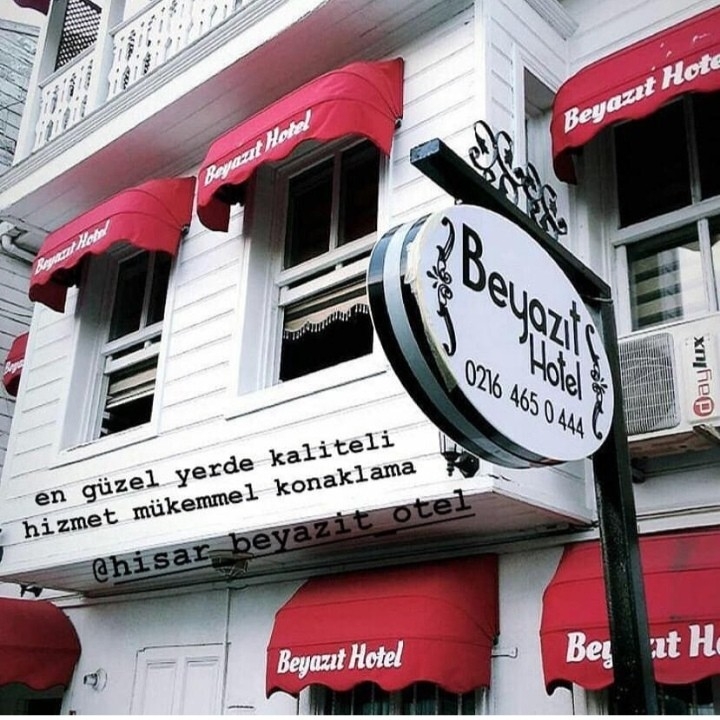 Beyazıt Hotel
Beyazıt Hotel
Beyazıt Hotel
Beyazıt
Hotel
0216 465 0 444
daylux
en güzel yerde kaliteli
hizmet mükemmel konaklama
@hisar_beyazit_otel
Beyazıt Hotel